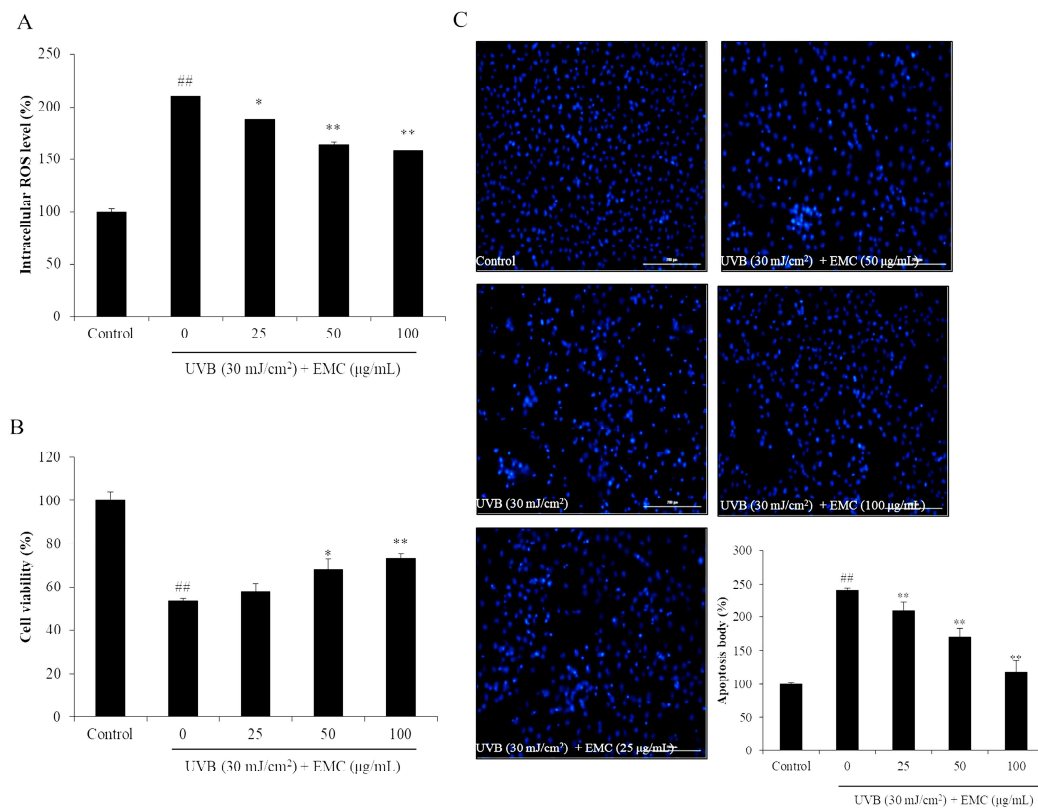 A
Intracellular ROS level (%)
250
200
150
100
50
0
##
*
**
**
Control
0
25
50
100
UVB (30 mJ/cm²) + EMC (μg/mL)
B
Cell viability (%)
120
100
80
60
40
20
0
##
*
**
Control
0
25
50
100
UVB (30 mJ/cm²) + EMC (μg/mL)
C
Control
UVB (30 mJ/cm²) + EMC (50 μg/mL)
UVB (30 mJ/cm²)
UVB (30 mJ/cm²) + EMC (100 μg/mL)
UVB (30 mJ/cm²) + EMC (25 μg/mL)
Apoptosis body (%)
300
250
200
150
100
50
0
##
**
**
**
Control
0
25
50
100
UVB (30 mJ/cm²) + EMC (μg/mL)